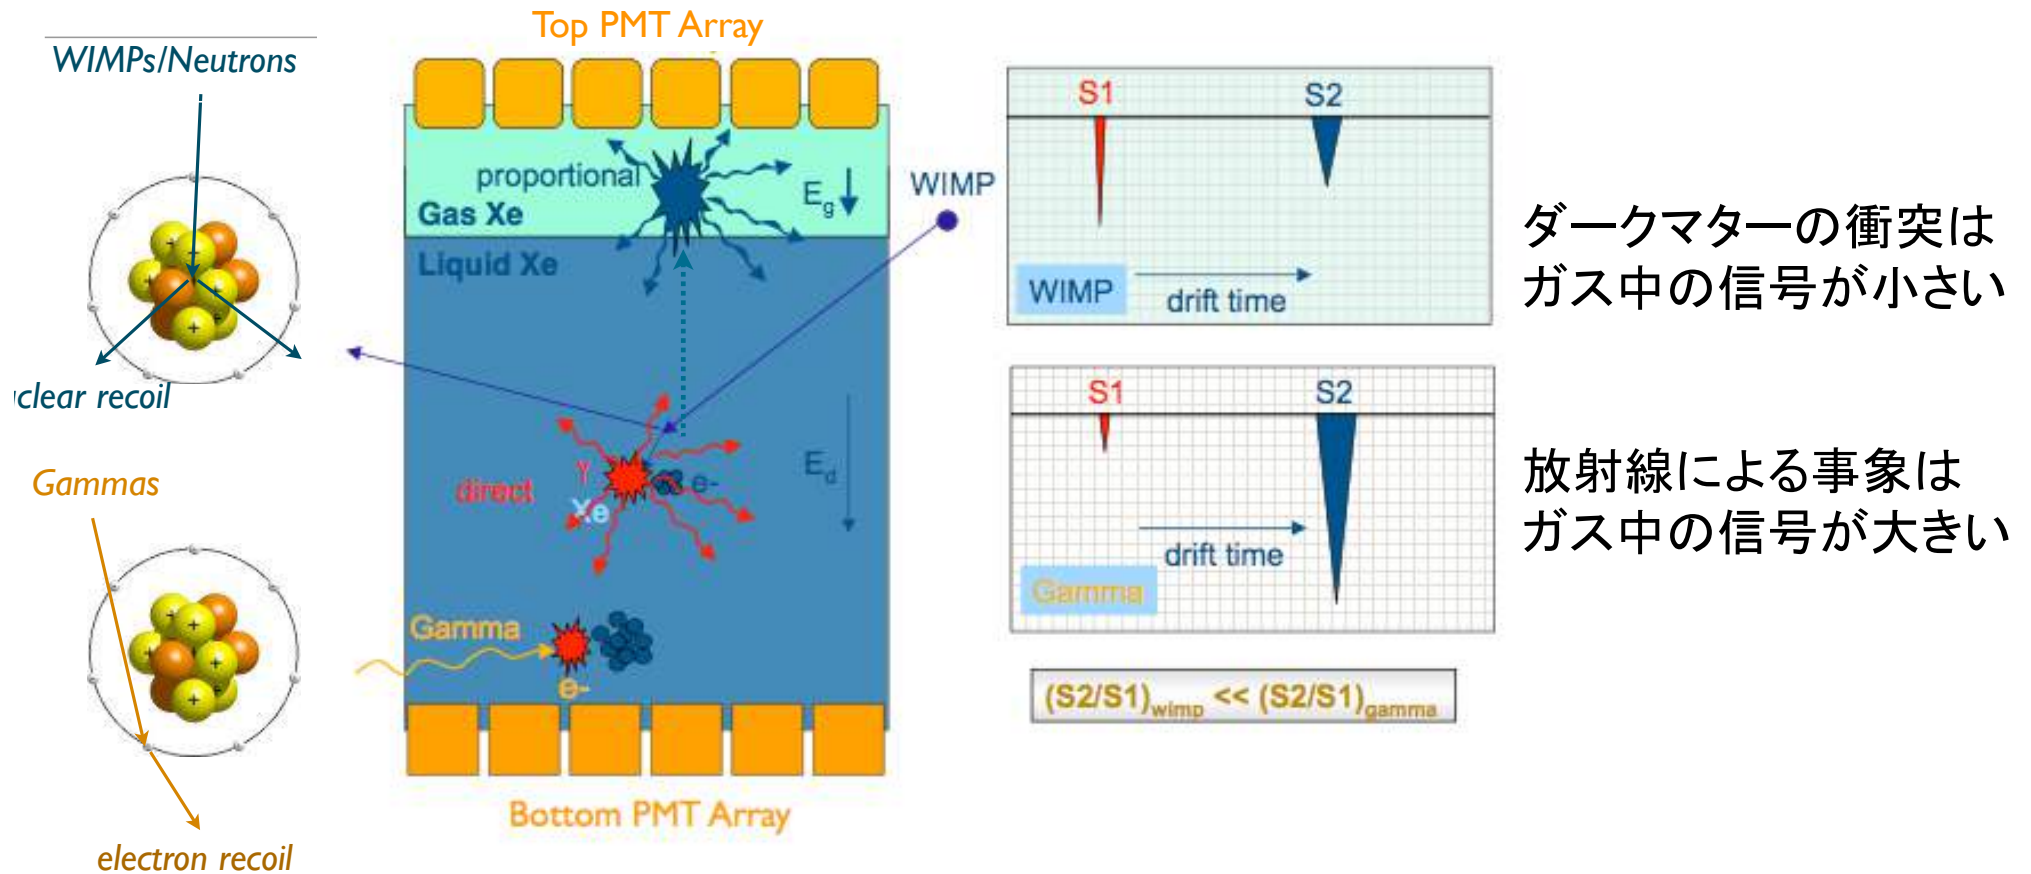 Top PMT Array
WIMPs/Neutrons
clear recoil
Gammas
electron recoil
proportional
Gas Xe
Eg
Liquid Xe
WIMP
direct
γ
Xe
e-
Ed
Gamma
e-
Bottom PMT Array
S1 S2
WIMP
drift time
S1 S2
drift time
Gamma
(S2/S1)wimp << (S2/S1)gamma
ダークマターの衝突は
ガス中の信号が小さい
放射線による事象は
ガス中の信号が大きい